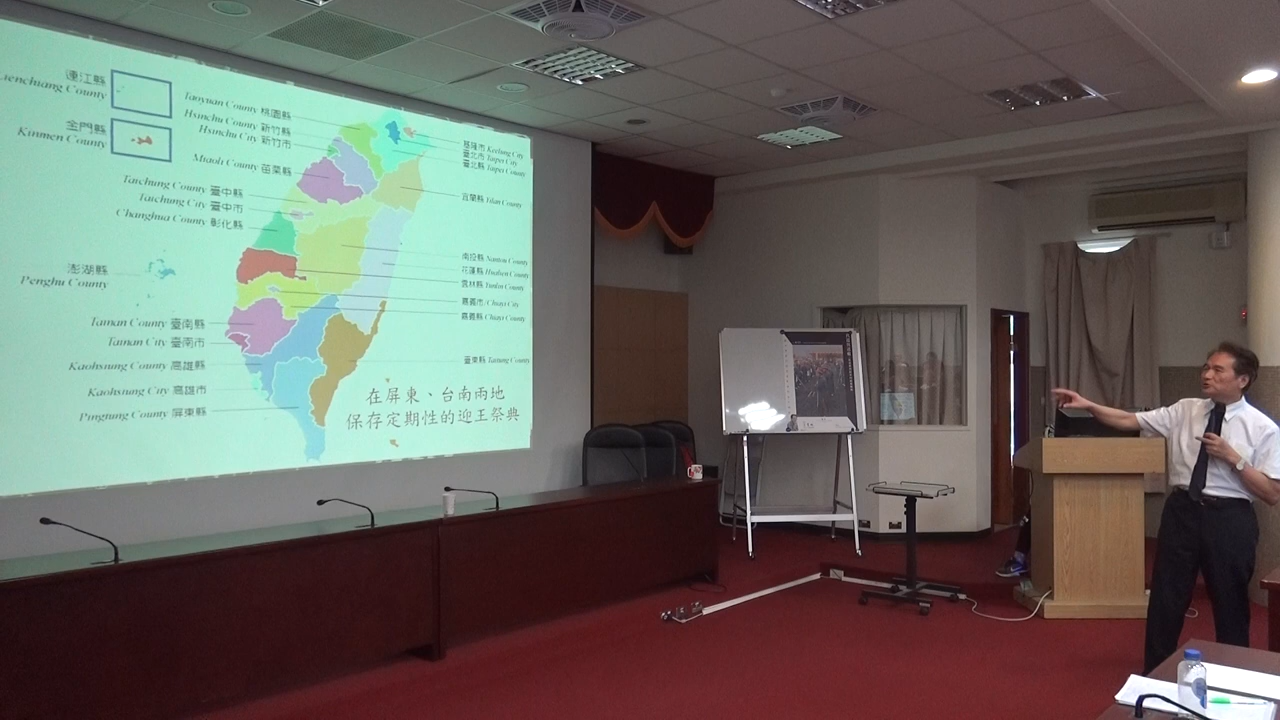 連江縣
Lienchiang County
金門縣
Kinmen County
Taoyuan County 桃園縣
Hsinchu County 新竹縣
Hsinchu City 新竹市
Miaoli County 苗栗縣
Taichung County 臺中縣
Taichung City 臺中市
Changhua County 彰化縣
澎湖縣
Penghu County
Tainan County 臺南縣
Tainan City 臺南市
Kaohsiung County 高雄縣
Kaohsiung City 高雄市
Pingtung County 屏東縣
基隆市 Keelung City
臺北市 Taipei City
臺北縣 Taipei County
宜蘭縣 Yilan County
南投縣 Nantou County
花蓮縣 Hualien County
雲林縣 Yunlin County
嘉義市 Chiayi City
嘉義縣 Chiayi County
臺東縣 Taitung County
在屏東、台南兩地
保存定期性的迎王祭典